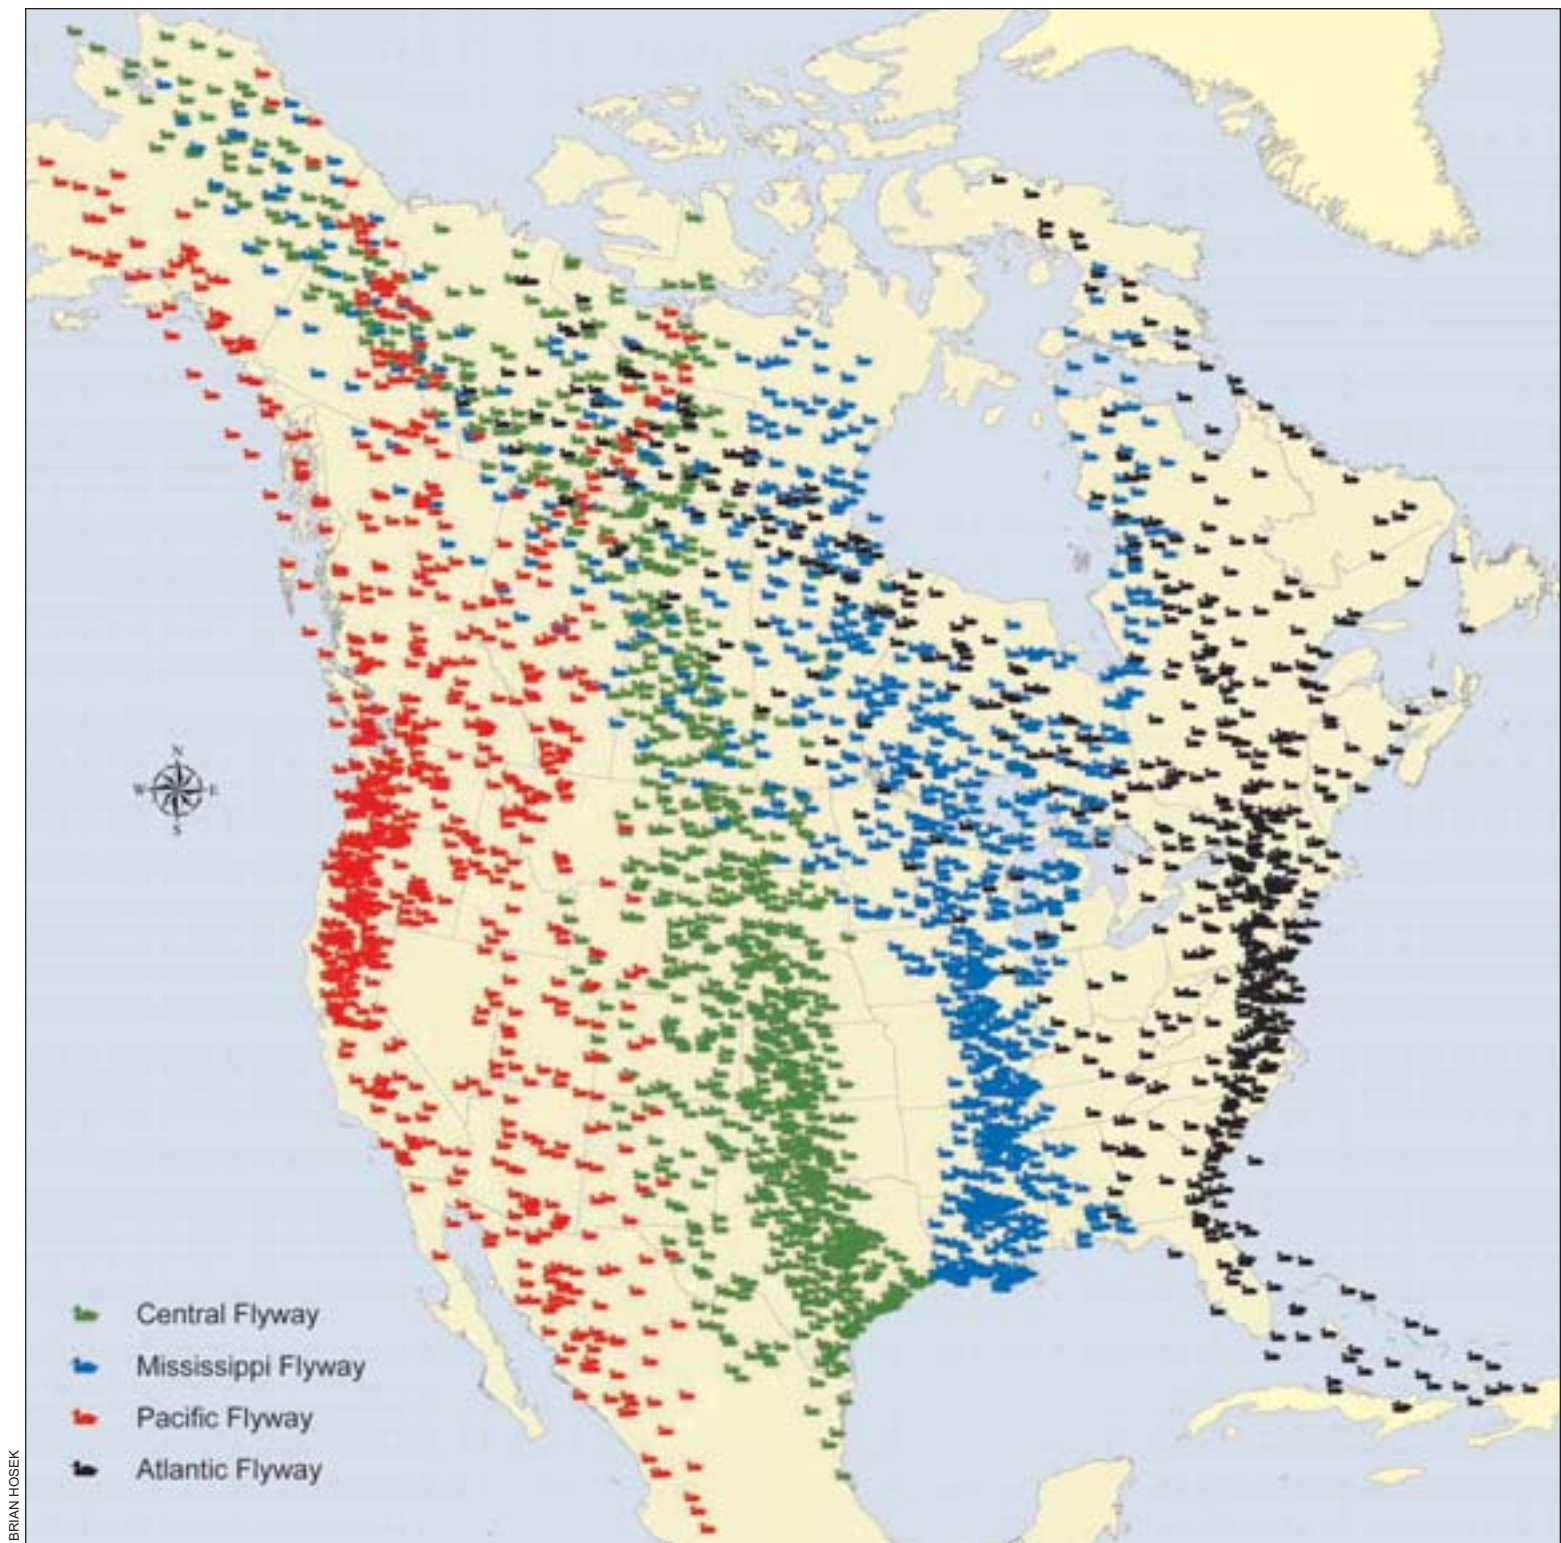 N
W E
S
Central Flyway
Mississippi Flyway
Pacific Flyway
Atlantic Flyway
BRIAN HOSEK